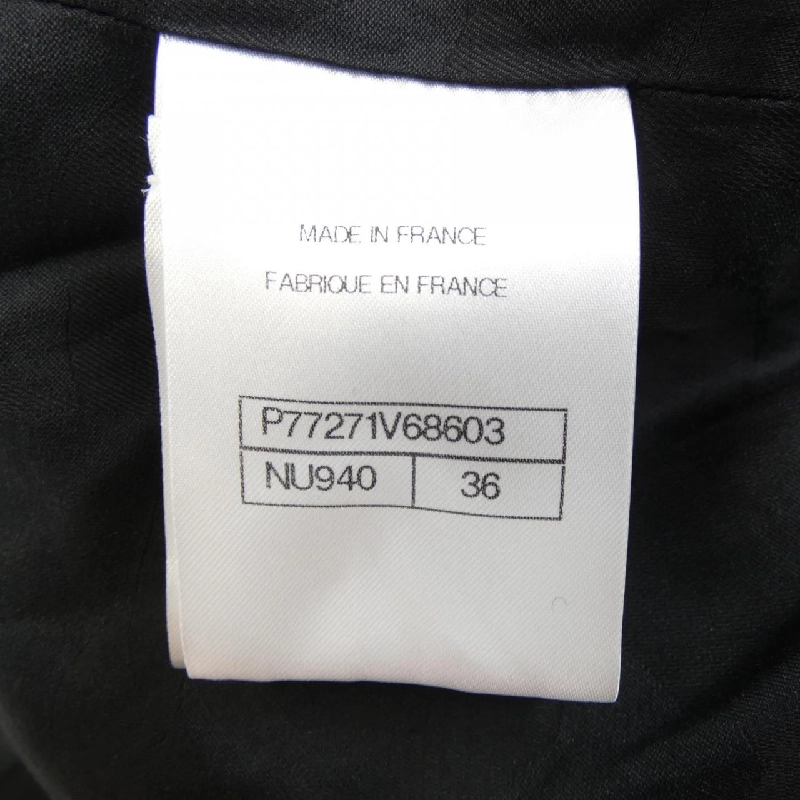 MADE IN FRANCE
FABRIQUE EN FRANCE
P77271V68603
NU940 36